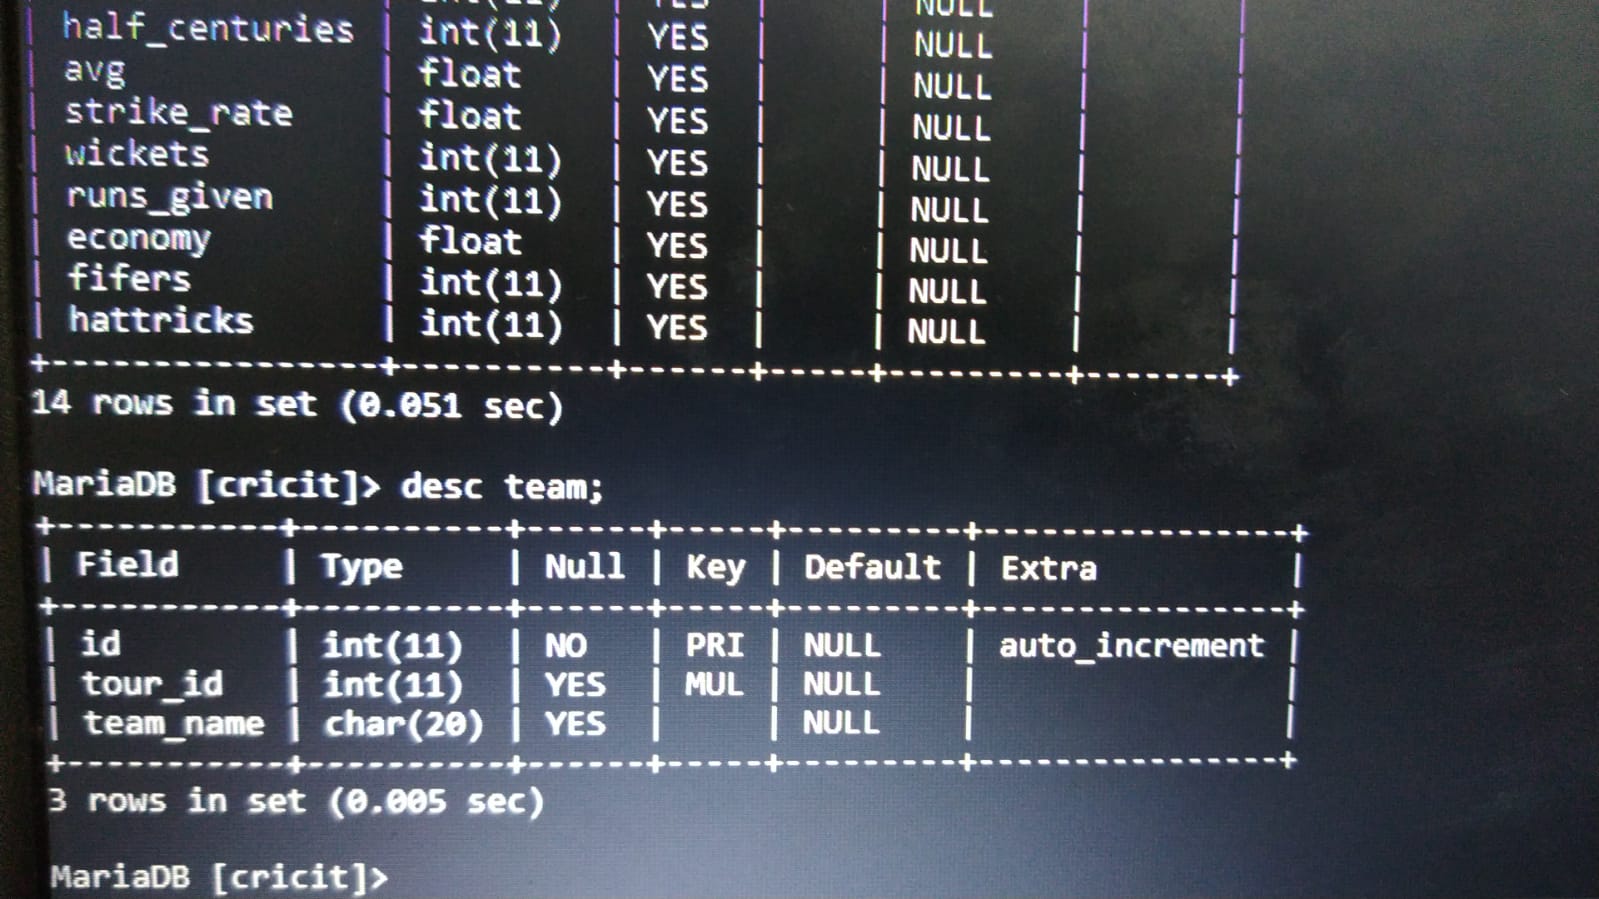 int(11) | YES | | NULL | |
| half_centuries | int(11) | YES | | NULL | |
| avg | float | YES | | NULL | |
| strike_rate | float | YES | | NULL | |
| wickets | int(11) | YES | | NULL | |
| runs_given | int(11) | YES | | NULL | |
| economy | float | YES | | NULL | |
| fifers | int(11) | YES | | NULL | |
| hattricks | int(11) | YES | | NULL | |
+----------------+----------+------+-----+---------+-------+
14 rows in set (0.051 sec)
MariaDB [cricit]> desc team;
+-----------+----------+------+-----+---------+----------------+
| Field | Type | Null | Key | Default | Extra |
+-----------+----------+------+-----+---------+----------------+
| id | int(11) | NO | PRI | NULL | auto_increment |
| tour_id | int(11) | YES | MUL | NULL | |
| team_name | char(20) | YES | | NULL | |
+-----------+----------+------+-----+---------+----------------+
3 rows in set (0.005 sec)
MariaDB [cricit]>